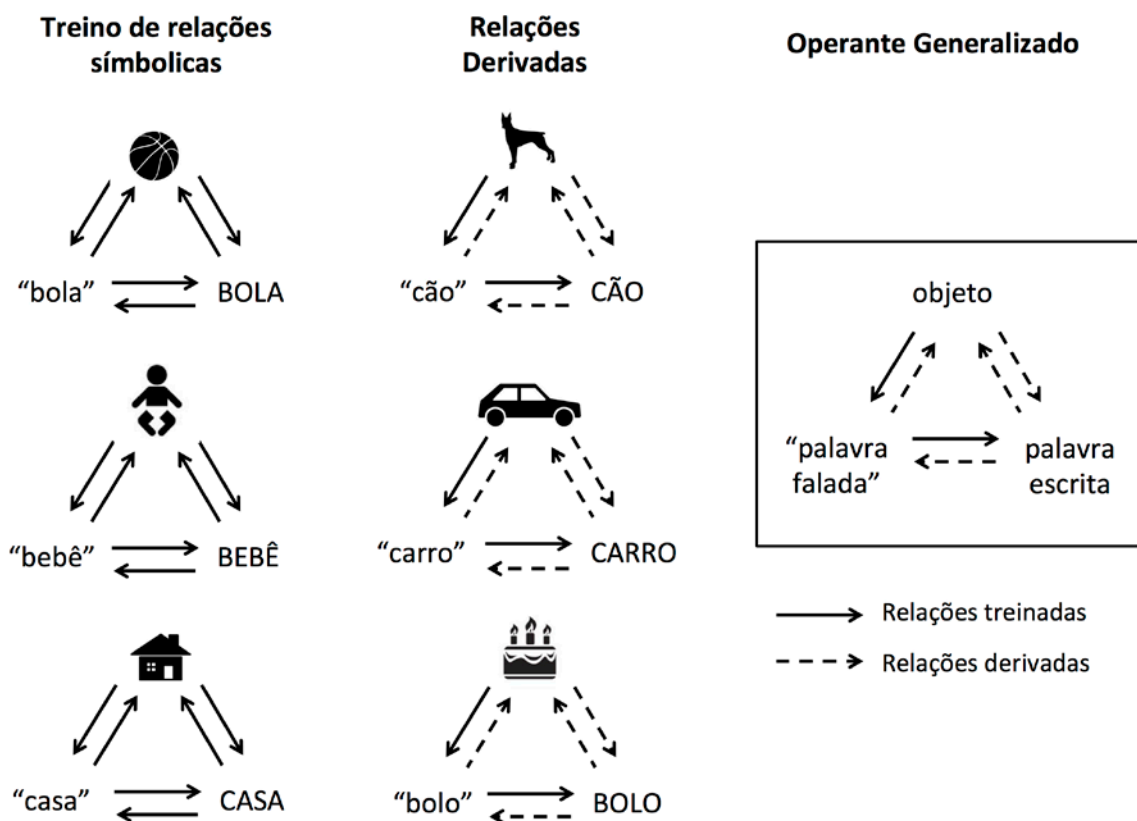 Treino de relações
símbolicas
"bola"
BOLA
"bebê"
BEBÊ
"casa"
CASA
Relações
Derivadas
"cão"
CÃO
"carro"
CARRO
"bolo"
BOLO
Operante Generalizado
objeto
"palavra
falada"
palavra
escrita
Relações treinadas
Relações derivadas